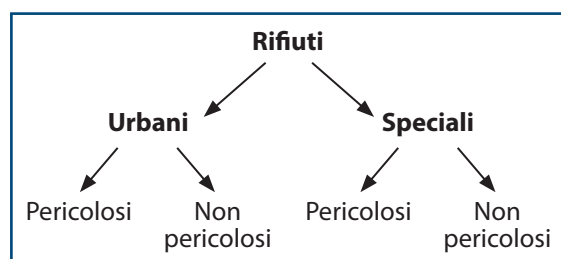 Rifiuti
Urbani
Speciali
Pericolosi
Non
pericolosi
Pericolosi
Non
pericolosi